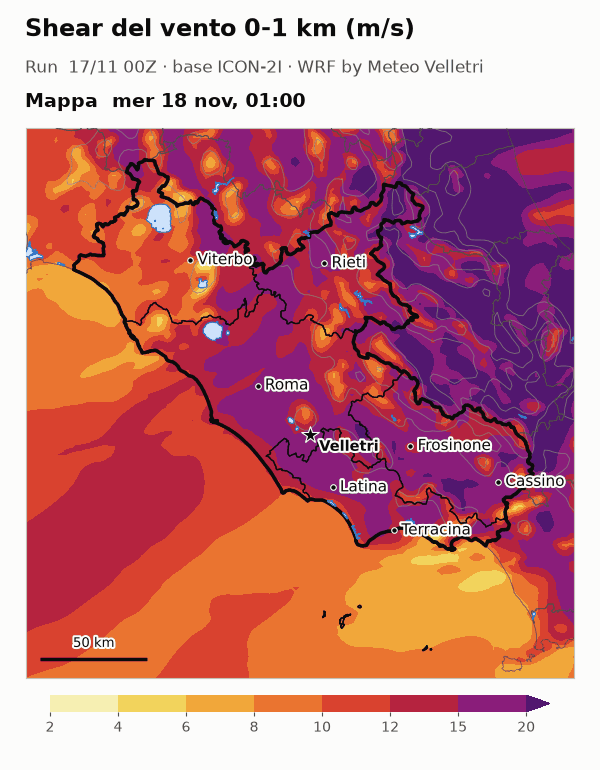 Shear del vento 0-1 km (m/s)
Run  17/11 00Z · base ICON-2I · WRF by Meteo Velletri
Mappa  mer 18 nov, 01:00
Viterbo
Rieti
Roma
Velletri
Frosinone
Latina
Cassino
Terracina
50 km
2 4 6 8 10 12 15 20